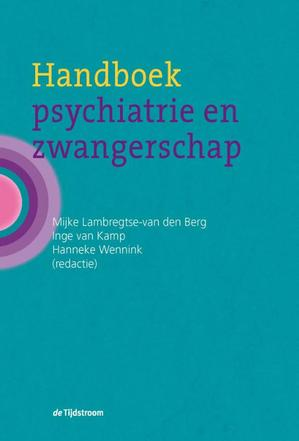 Handboek
psychiatrie en
zwangerschap
Mijke Lambregtse-van den Berg
Inge van Kamp
Hanneke Wennink
(redactie)
de Tijdstroom